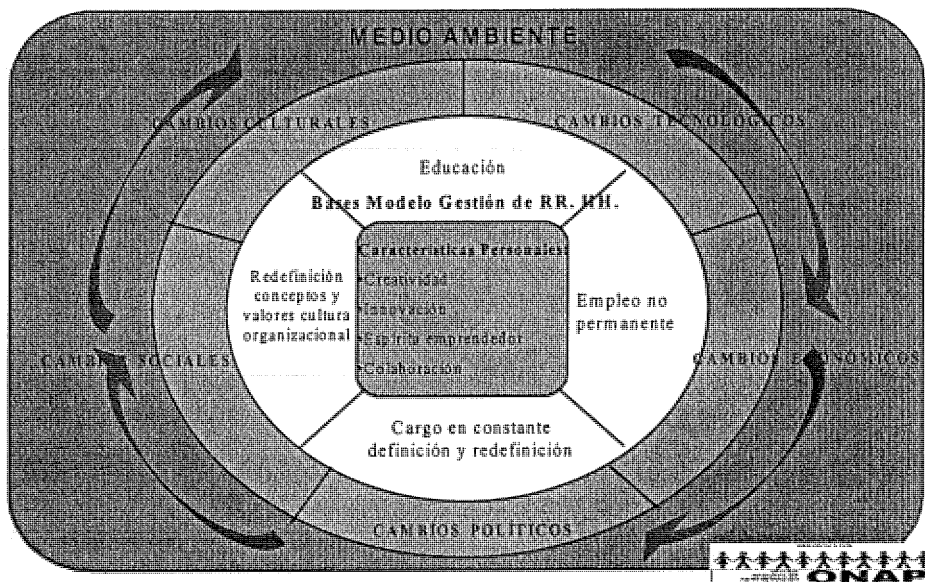 MEDIO AMBIENTE
CAMBIOS CULTURALES
CAMBIOS TECNOLÓGICOS
Educación
Bases Modelo Gestión de RR. HH.
Características Personales
•Creatividad
•Innovación
•Espíritu emprendedor
•Colaboración
Redefinición
conceptos y
valores cultura
organizacional
Empleo no
permanente
CAMBIOS SOCIALES
CAMBIOS ECONÓMICOS
Cargo en constante
definición y redefinición
CAMBIOS POLÍTICOS
ONAP